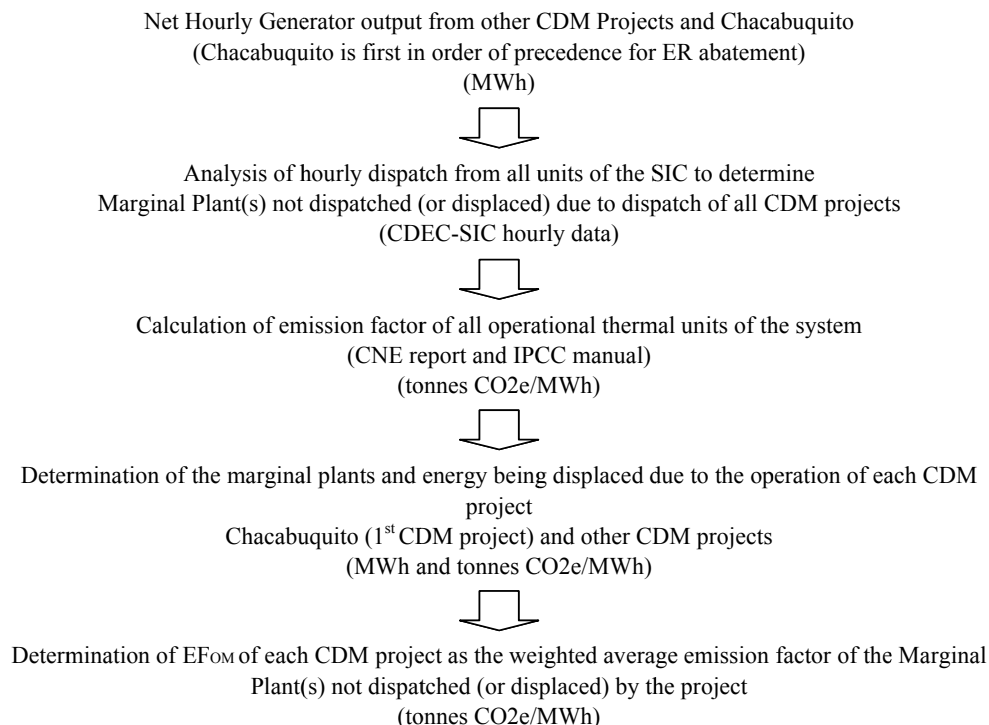 Net Hourly Generator output from other CDM Projects and Chacabuquito
(Chacabuquito is first in order of precedence for ER abatement)
(MWh)
Analysis of hourly dispatch from all units of the SIC to determine
Marginal Plant(s) not dispatched (or displaced) due to dispatch of all CDM projects
(CDEC-SIC hourly data)
Calculation of emission factor of all operational thermal units of the system
(CNE report and IPCC manual)
(tonnes CO2e/MWh)
Determination of the marginal plants and energy being displaced due to the operation of each CDM
project
Chacabuquito (1st CDM project) and other CDM projects
(MWh and tonnes CO2e/MWh)
Determination of EFOM of each CDM project as the weighted average emission factor of the Marginal
Plant(s) not dispatched (or displaced) by the project
(tonnes CO2e/MWh)